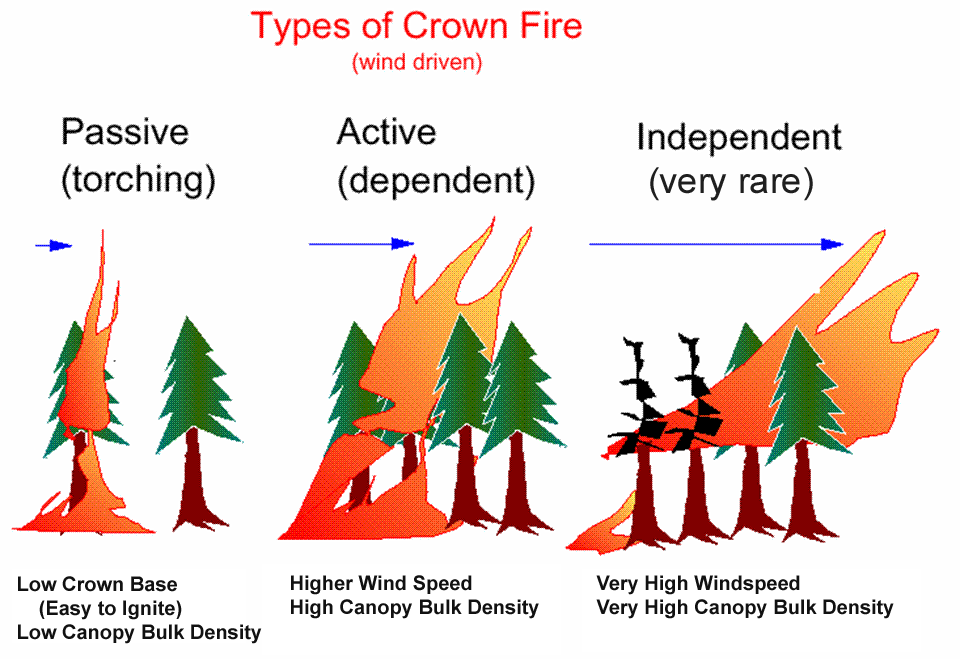 Types of Crown Fire
(wind driven)
Passive
(torching)
Active
(dependent)
Independent
(very rare)
Low Crown Base
(Easy to Ignite)
Low Canopy Bulk Density
Higher Wind Speed
High Canopy Bulk Density
Very High Windspeed
Very High Canopy Bulk Density